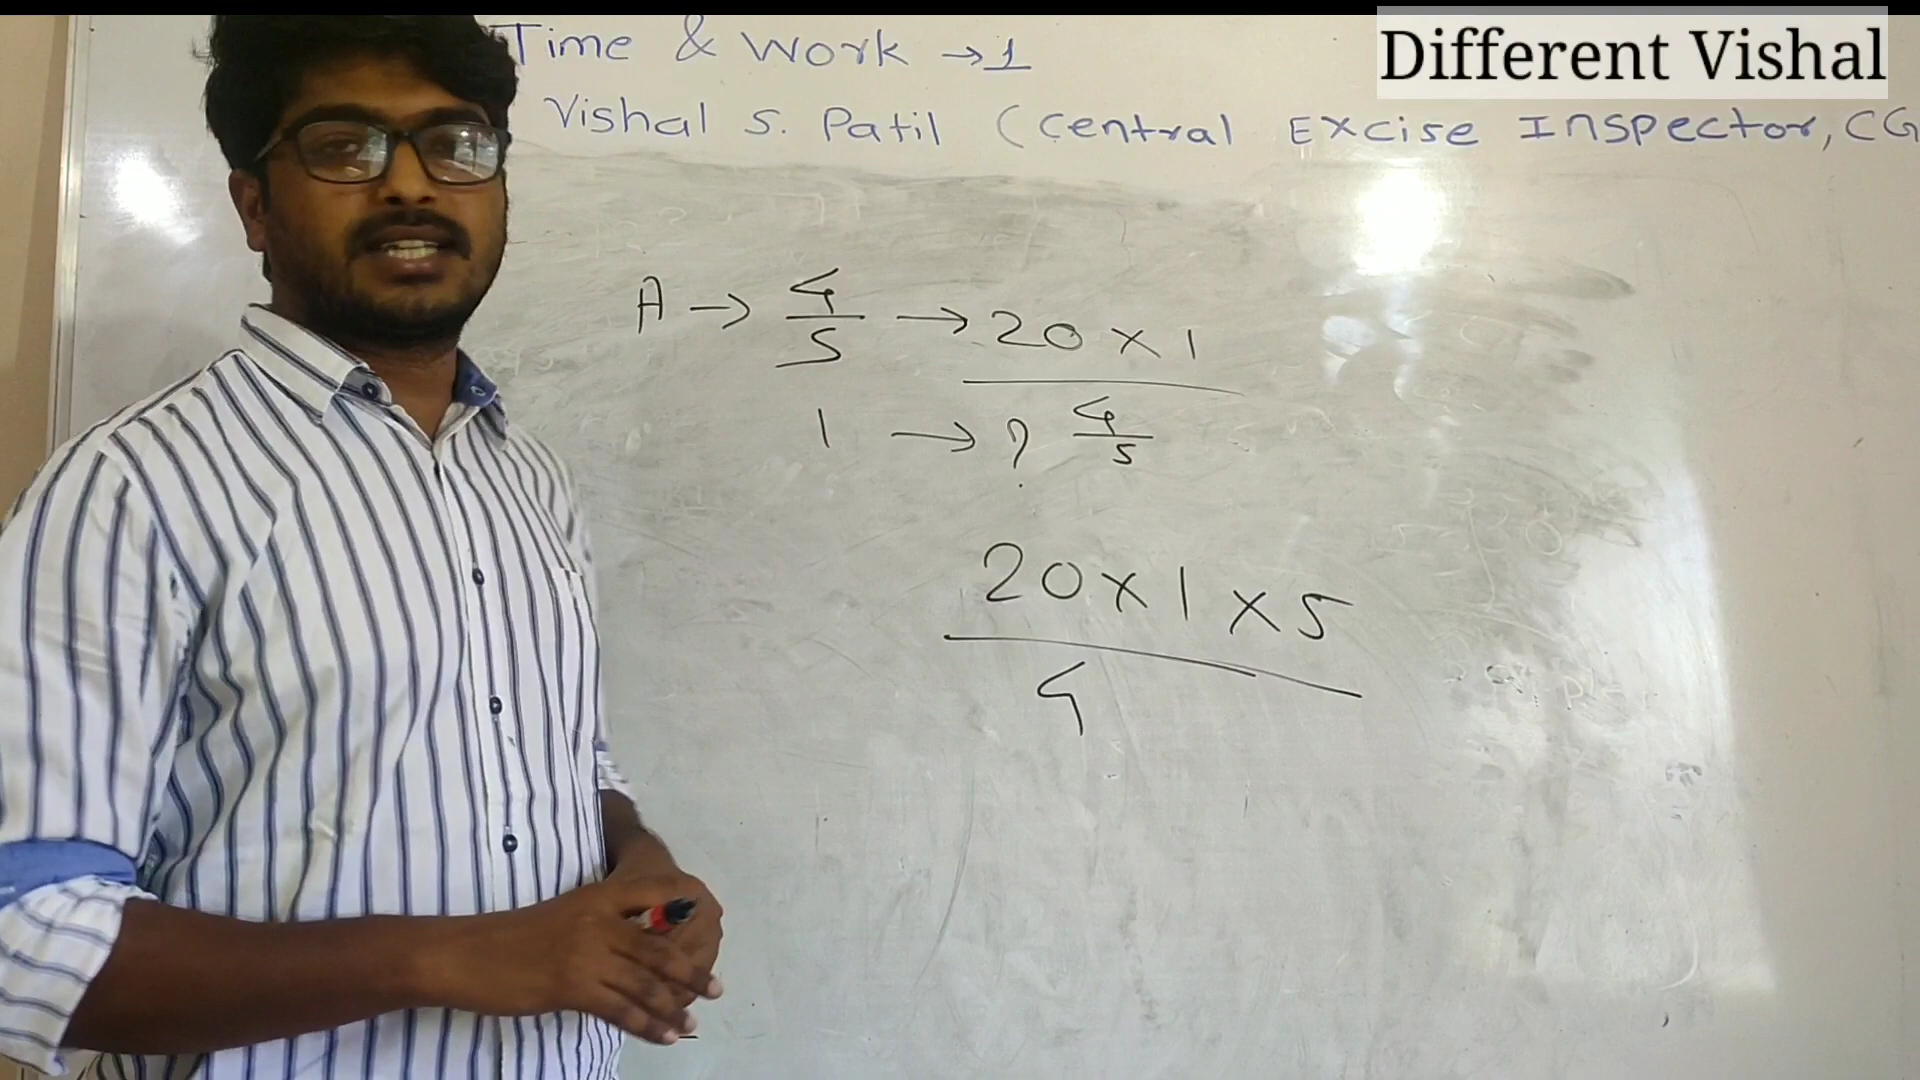 Different Vishal
Time & Work → 1
Vishal S. Patil (Central Excise Inspector, CG
A → 4/5 → 20 × 1
1 → ? 4/5
20 × 1 × 5
4